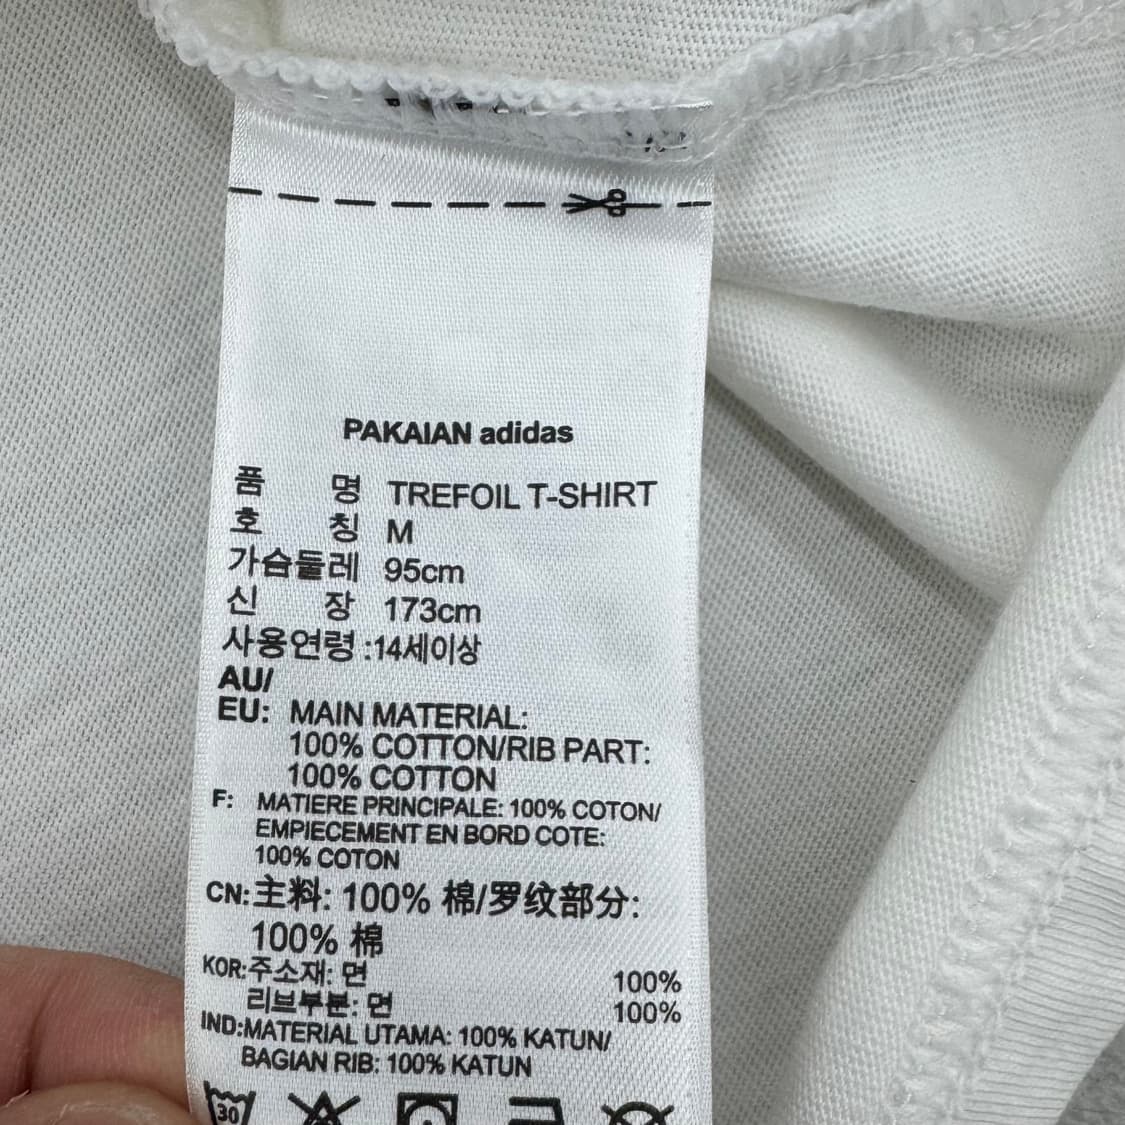 PAKAIAN adidas
품 명 TREFOIL T-SHIRT
호 칭 M
가슴둘레 95cm
신 장 173cm
사용연령 :14세이상
AU/
EU: MAIN MATERIAL:
100% COTTON/RIB PART:
100% COTTON
F: MATIERE PRINCIPALE: 100% COTON/
EMPIECEMENT EN BORD COTE:
100% COTON
CN:主料: 100% 棉/罗纹部分:
100% 棉
KOR:주소재: 면 100%
리브부분: 면 100%
IND:MATERIAL UTAMA: 100% KATUN/
BAGIAN RIB: 100% KATUN
30